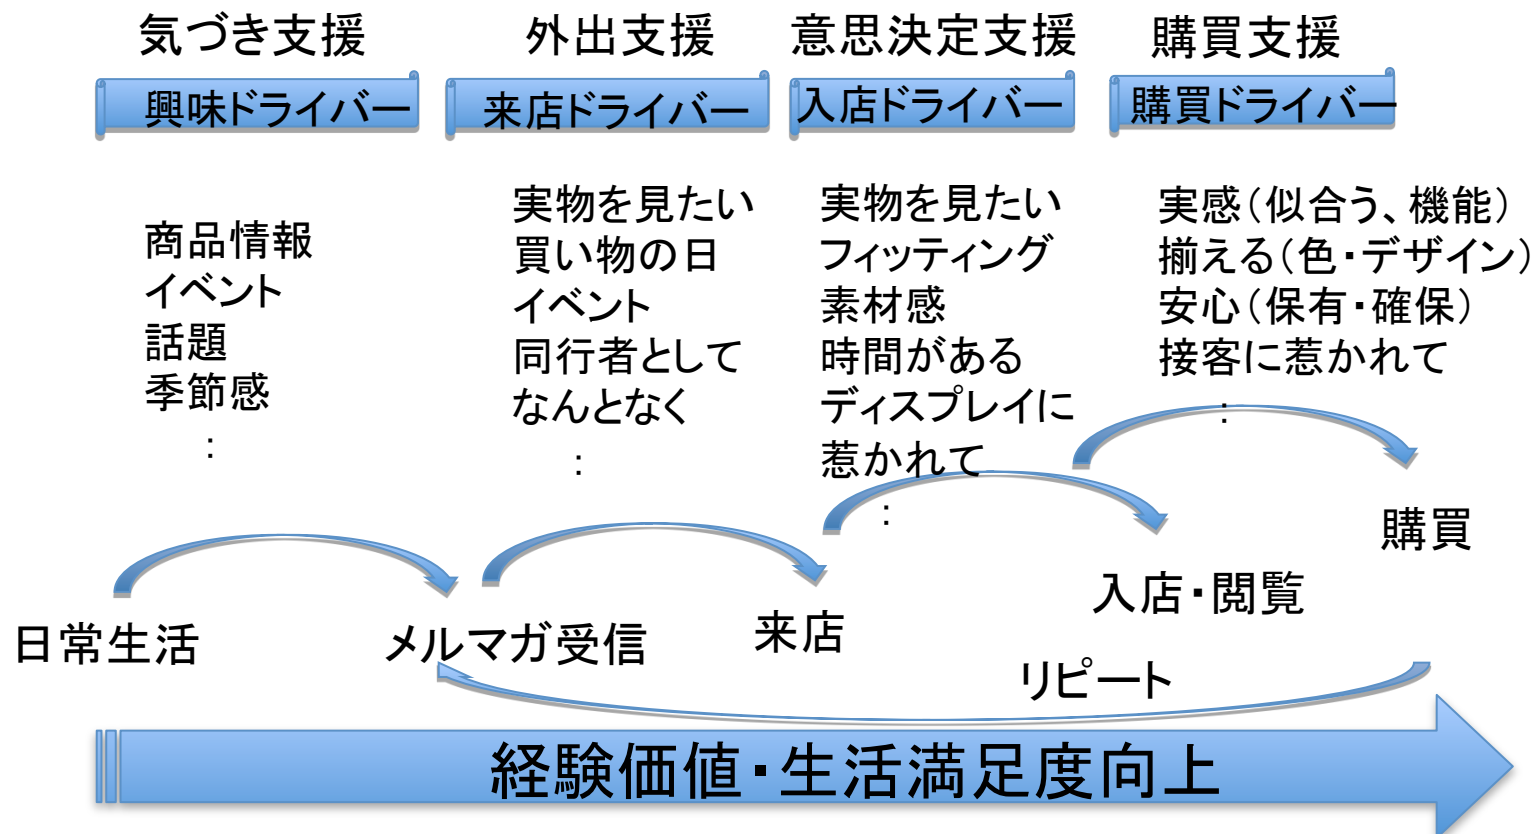 気づき支援
外出支援
意思決定支援
購買支援
興味ドライバー
来店ドライバー
入店ドライバー
購買ドライバー
商品情報
イベント
話題
季節感
:
実物を見たい
買い物の日
イベント
同行者として
なんとなく
:
実物を見たい
フィッティング
素材感
時間がある
ディスプレイに
惹かれて
:
実感(似合う、機能)
揃える(色・デザイン)
安心(保有・確保)
接客に惹かれて
:
日常生活
メルマガ受信
来店
入店・閲覧
購買
リピート
経験価値・生活満足度向上